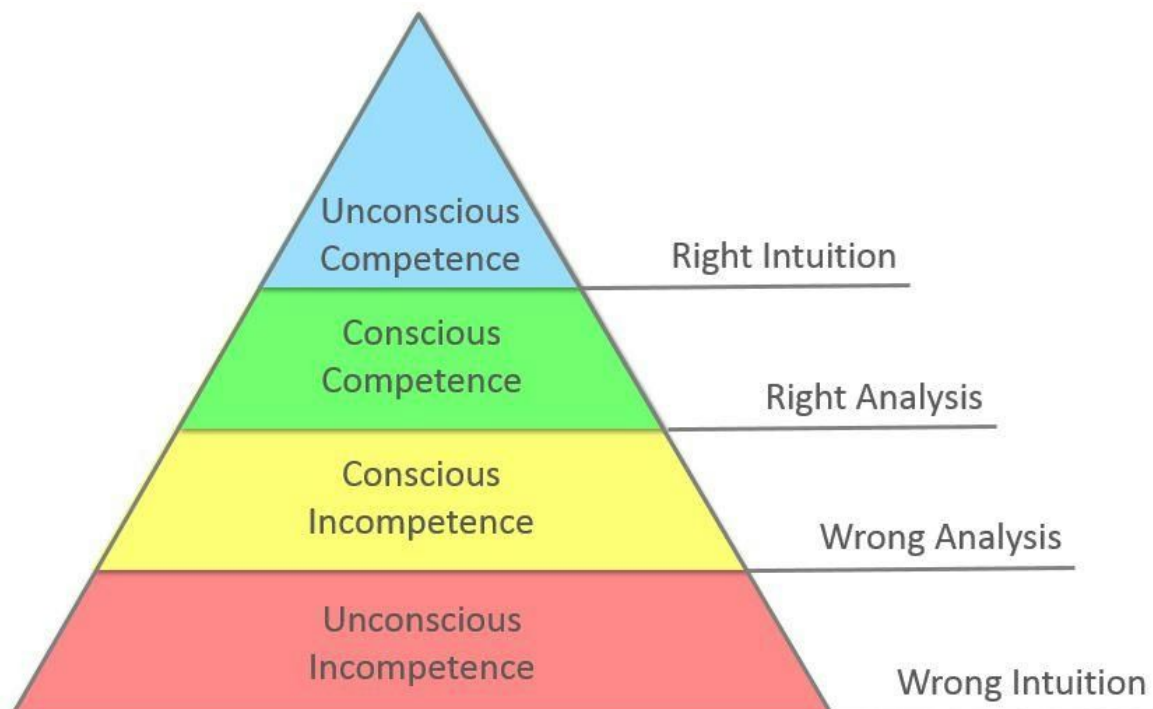 Unconscious
Competence
Right Intuition
Conscious
Competence
Right Analysis
Conscious
Incompetence
Wrong Analysis
Unconscious
Incompetence
Wrong Intuition